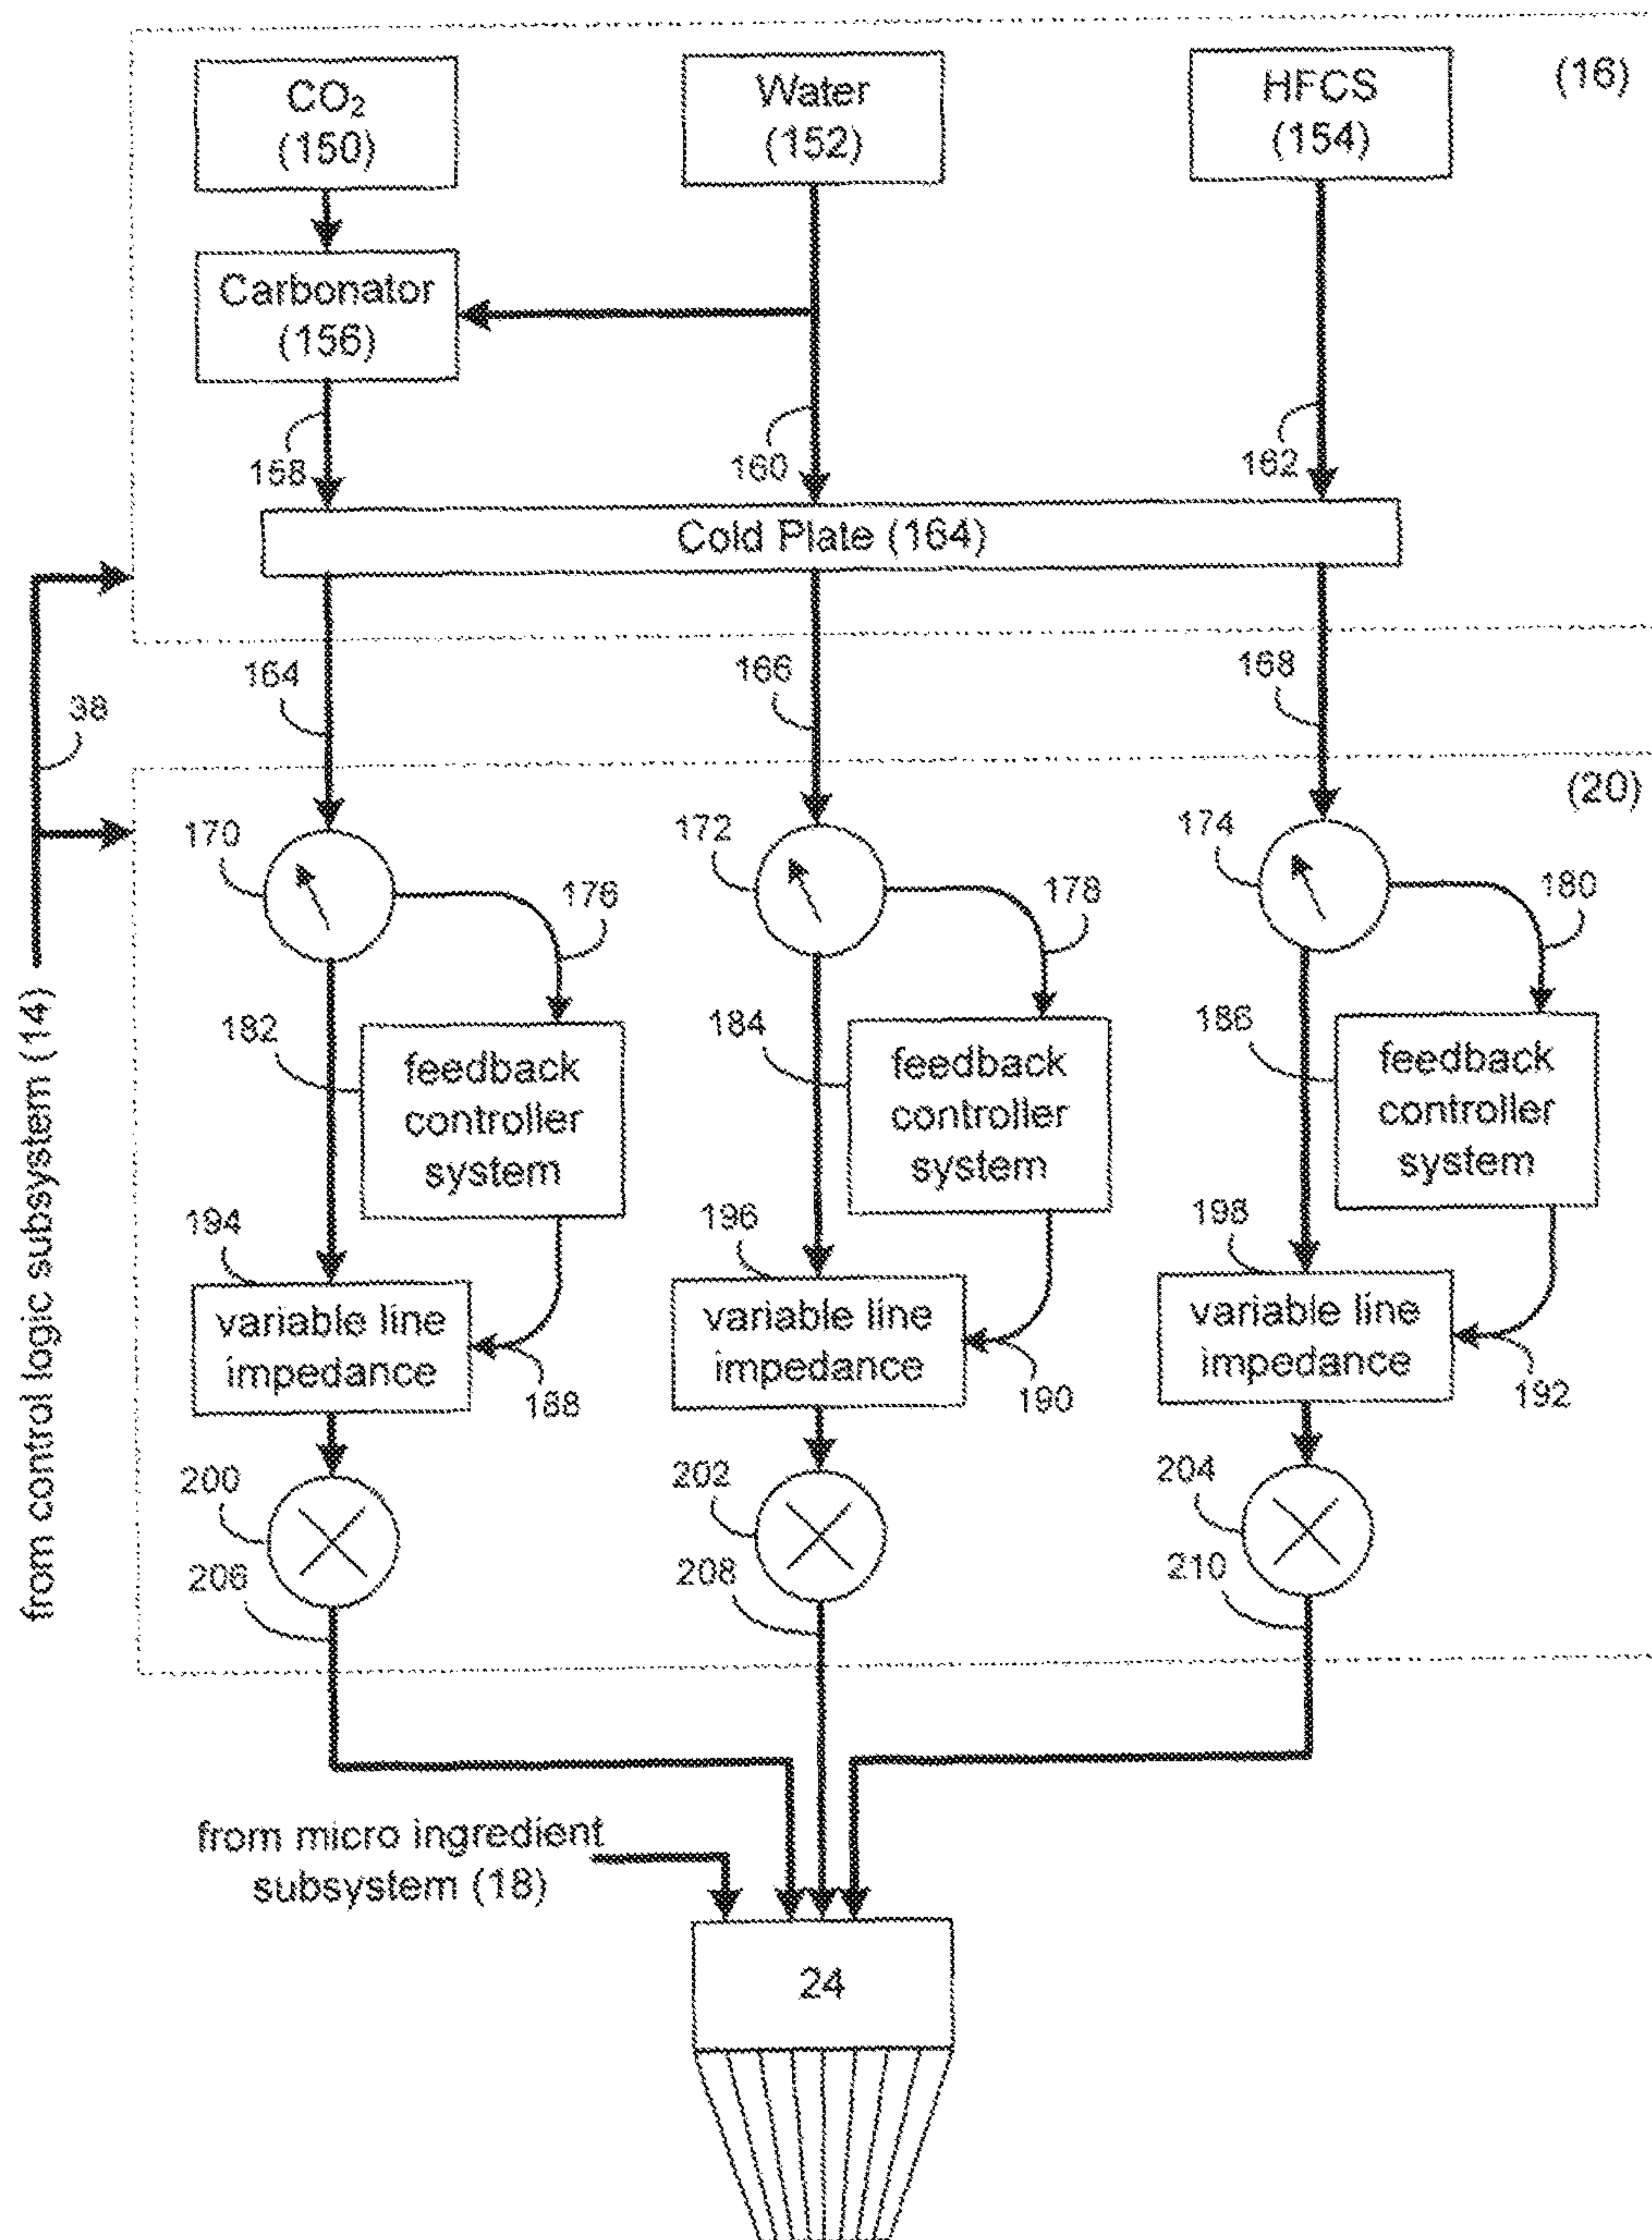 CO2
(150)
Water
(152)
HFCS
(154)
(16)
Carbonator
(156)
158
160
162
Cold Plate (164)
164
166
168
38
(20)
170
172
174
176
178
180
182
184
186
feedback
controller
system
feedback
controller
system
feedback
controller
system
194
196
198
variable line
impedance
variable line
impedance
variable line
impedance
188
190
192
200
202
204
206
208
210
from control logic subsystem (14)
from micro ingredient
subsystem (18)
24